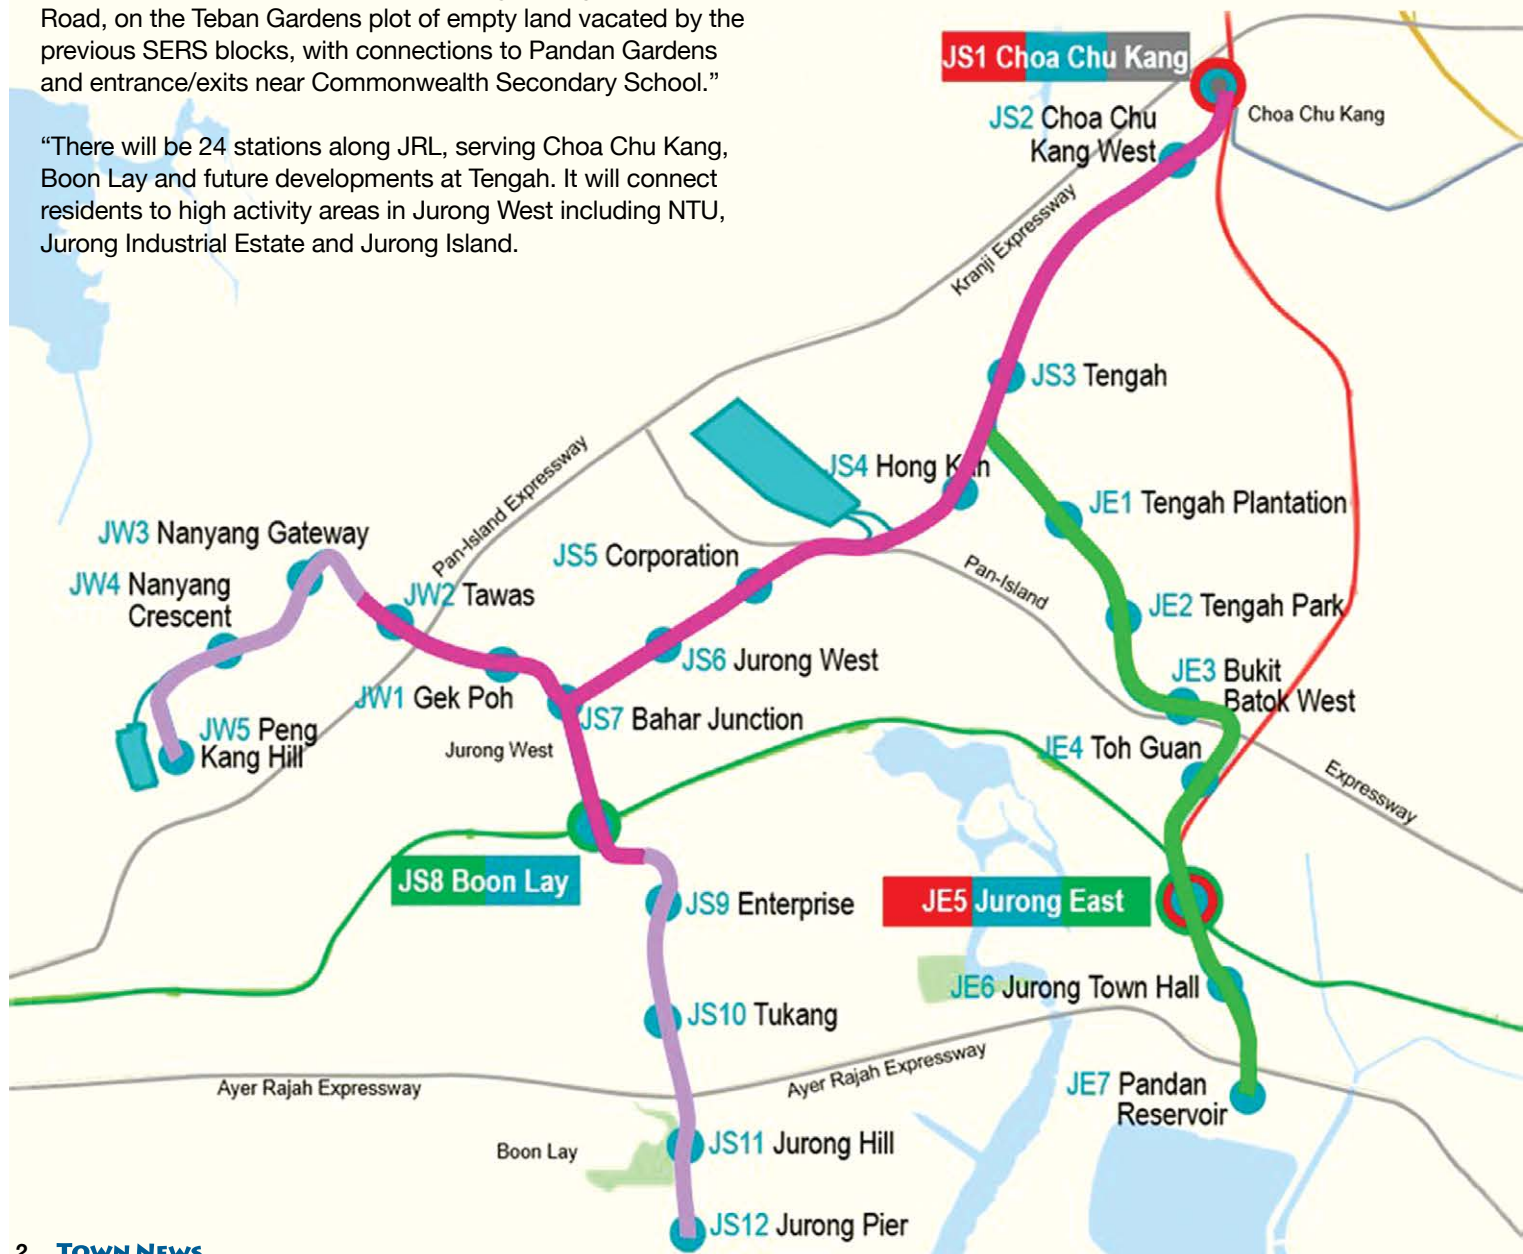 Road, on the Teban Gardens plot of empty land vacated by the
previous SERS blocks, with connections to Pandan Gardens
and entrance/exits near Commonwealth Secondary School.”
“There will be 24 stations along JRL, serving Choa Chu Kang,
Boon Lay and future developments at Tengah. It will connect
residents to high activity areas in Jurong West including NTU,
Jurong Industrial Estate and Jurong Island.
JS1 Choa Chu Kang
Choa Chu Kang
JS2 Choa Chu
Kang West
Kranji Expressway
JS3 Tengah
JS4 Hong Kah
JE1 Tengah Plantation
Pan-Island Expressway
JW3 Nanyang Gateway
JS5 Corporation
Pan-Island
JW4 Nanyang
Crescent
JW2 Tawas
JE2 Tengah Park
JS6 Jurong West
JE3 Bukit
Batok West
JW1 Gek Poh
JS7 Bahar Junction
JW5 Peng
Kang Hill
Jurong West
JE4 Toh Guan
Expressway
JS8 Boon Lay
JS9 Enterprise
JE5 Jurong East
JE6 Jurong Town Hall
JS10 Tukang
Ayer Rajah Expressway
Ayer Rajah Expressway
JE7 Pandan
Reservoir
Boon Lay
JS11 Jurong Hill
JS12 Jurong Pier
2 TOWN NEWS